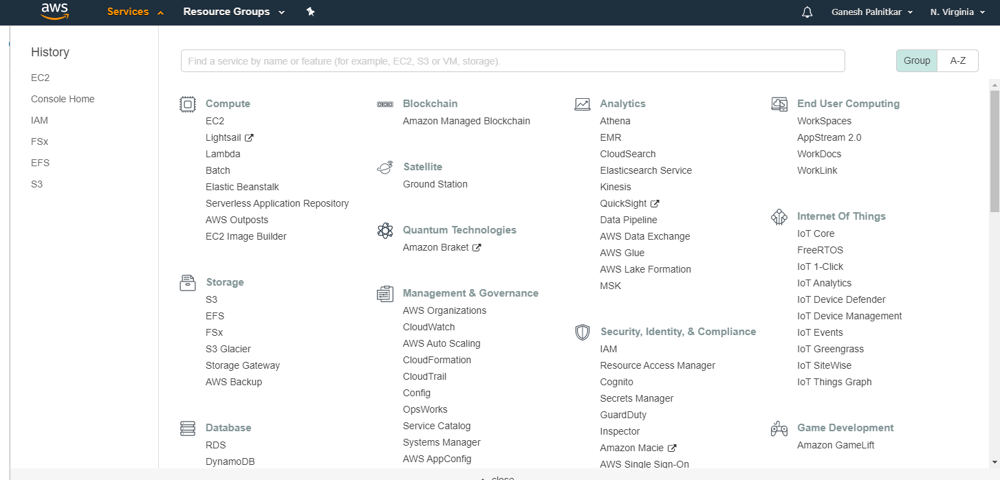 aws
Services
Resource Groups
Ganesh Palnitkar
N. Virginia
History
EC2
Console Home
IAM
FSx
EFS
S3
Find a service by name or feature (for example, EC2, S3 or VM, storage).
Group
A-Z
Compute
EC2
Lightsail
Lambda
Batch
Elastic Beanstalk
Serverless Application Repository
AWS Outposts
EC2 Image Builder
Storage
S3
EFS
FSx
S3 Glacier
Storage Gateway
AWS Backup
Database
RDS
DynamoDB
Blockchain
Amazon Managed Blockchain
Satellite
Ground Station
Quantum Technologies
Amazon Braket
Management & Governance
AWS Organizations
CloudWatch
AWS Auto Scaling
CloudFormation
CloudTrail
Config
OpsWorks
Service Catalog
Systems Manager
AWS AppConfig
Analytics
Athena
EMR
CloudSearch
Elasticsearch Service
Kinesis
QuickSight
Data Pipeline
AWS Data Exchange
AWS Glue
AWS Lake Formation
MSK
Security, Identity, & Compliance
IAM
Resource Access Manager
Cognito
Secrets Manager
GuardDuty
Inspector
Amazon Macie
AWS Single Sign-On
End User Computing
WorkSpaces
AppStream 2.0
WorkDocs
WorkLink
Internet Of Things
IoT Core
FreeRTOS
IoT 1-Click
IoT Analytics
IoT Device Defender
IoT Device Management
IoT Events
IoT Greengrass
IoT SiteWise
IoT Things Graph
Game Development
Amazon GameLift
close